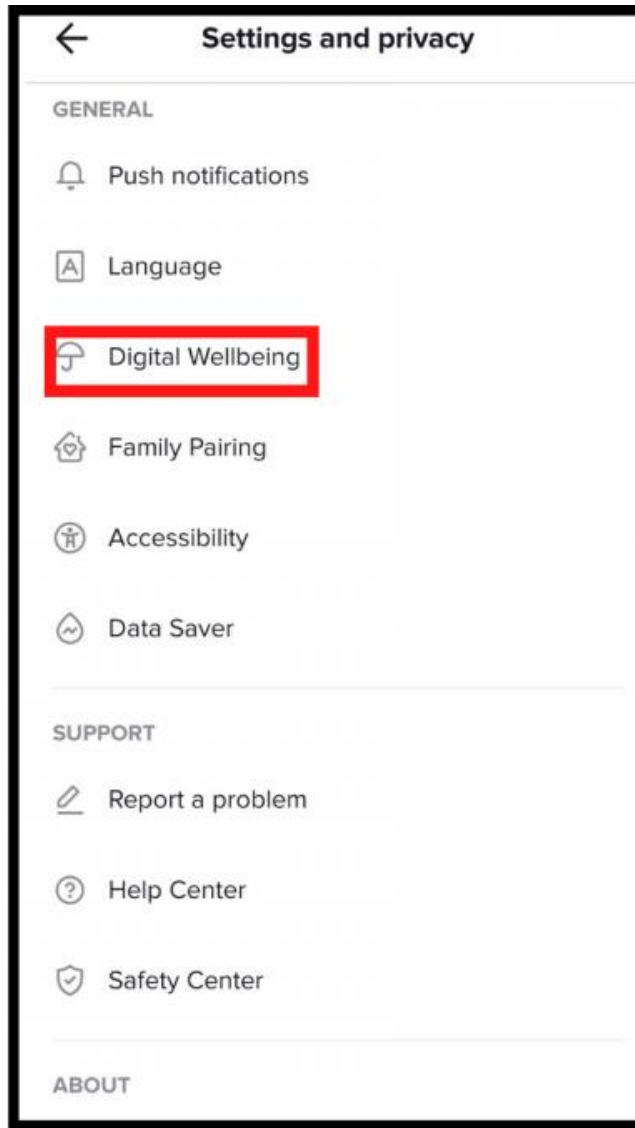 Settings and privacy
GENERAL
Push notifications
A Language
Digital Wellbeing
Family Pairing
Accessibility
Data Saver
SUPPORT
Report a problem
? Help Center
Safety Center
ABOUT